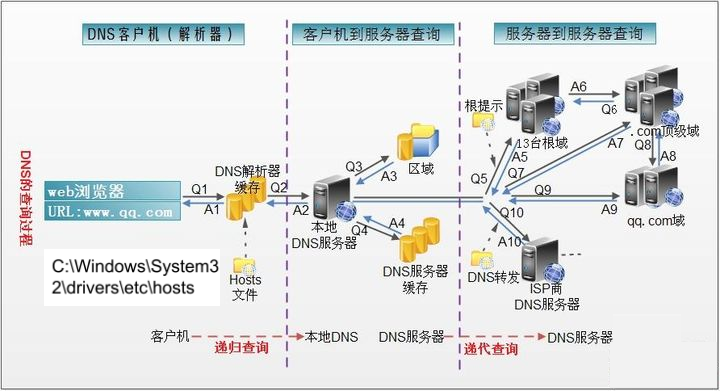 DNS客户机（解析器）
客户机到服务器查询
服务器到服务器查询
DNS的查询过程
web浏览器
URL:www.qq.com
Q1
A1
DNS解析器
缓存
Hosts
文件
C:\Windows\System3
2\drivers\etc\hosts
Q2
A2
本地
DNS服务器
Q3
A3
区域
Q4
A4
DNS服务器
缓存
根提示
13台根域
Q5
A5
A6
Q6
.com顶级域
Q7
A7
Q8
A8
Q9
A9
qq.com域
Q10
A10
DNS转发
ISP商
DNS服务器
客户机
递归查询
本地DNS
DNS服务器
递代查询
DNS服务器